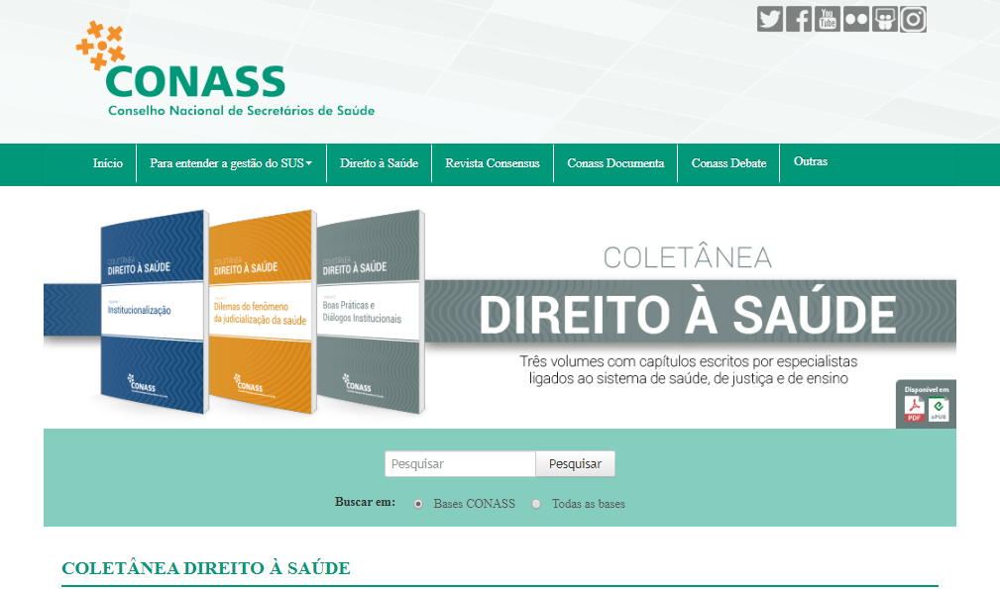 You
Tube
CONASS
Conselho Nacional de Secretários de Saúde
Início
Para entender a gestão do SUS
Direito à Saúde
Revista Consensus
Conass Documenta
Conass Debate
Outras
COLETÂNEA
DIREITO À SAÚDE
Institucionalização
CONASS
COLETÂNEA
DIREITO À SAÚDE
Dilemas do fenômeno
da judicialização da saúde
CONASS
COLETÂNEA
DIREITO À SAÚDE
Boas Práticas e
Diálogos Institucionais
CONASS
COLETÂNEA
DIREITO À SAÚDE
Três volumes com capítulos escritos por especialistas
ligados ao sistema de saúde, de justiça e de ensino
Disponível em
PDF
ePUB
Pesquisar
Pesquisar
Buscar em:
Bases CONASS
Todas as bases
COLETÂNEA DIREITO À SAÚDE